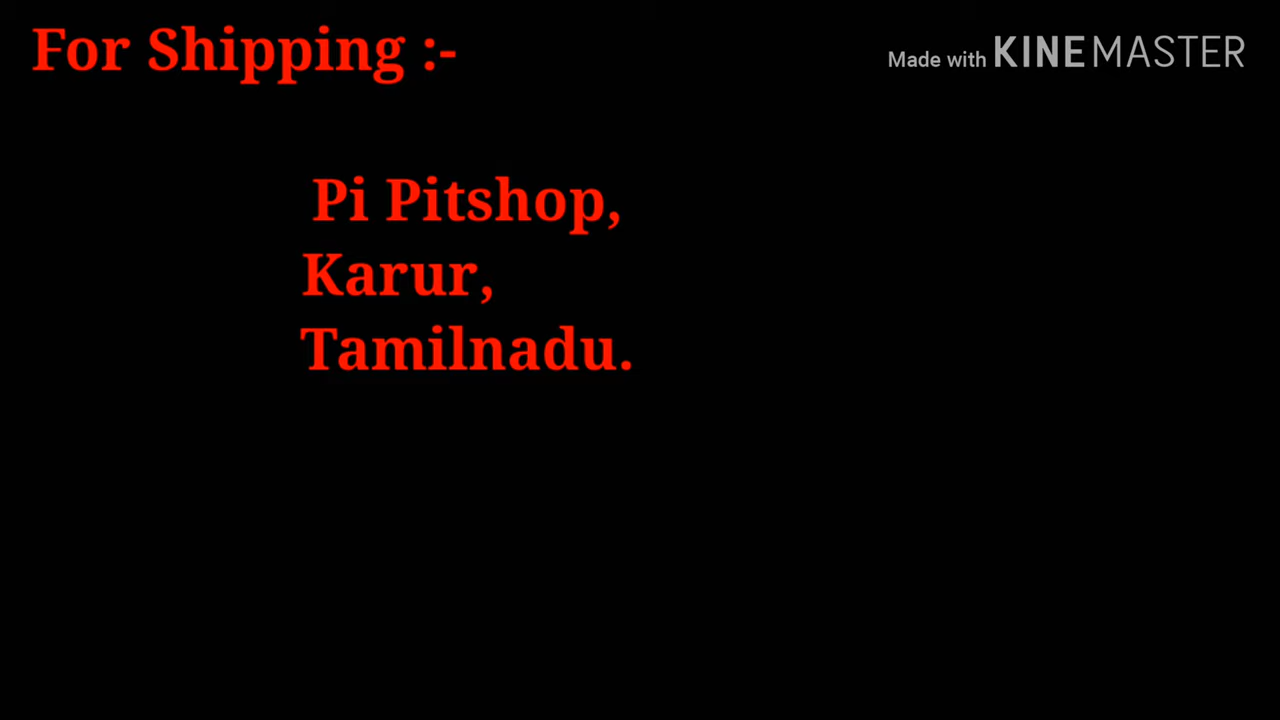 For Shipping :-
Made with KINEMASTER
Pi Pitshop,
Karur,
Tamilnadu.